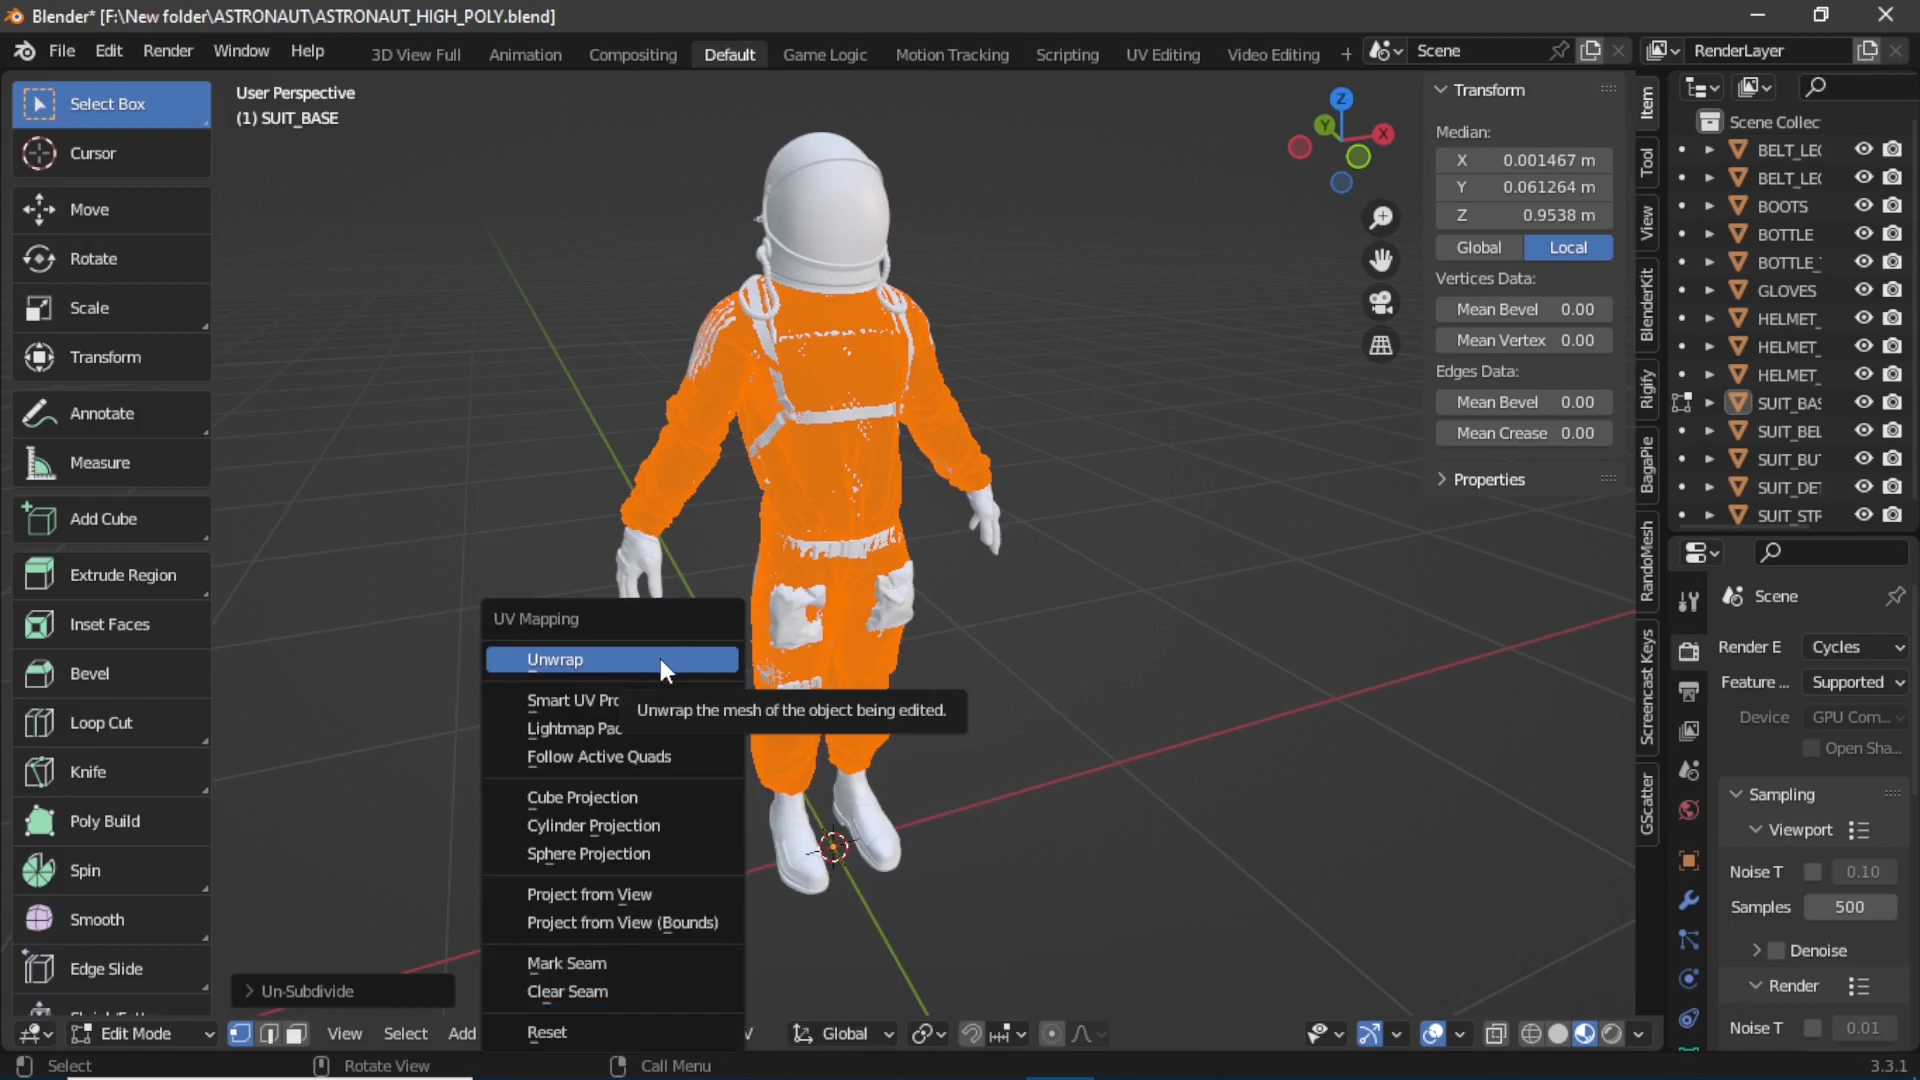 Blender* [F:\New folder\ASTRONAUT\ASTRONAUT_HIGH_POLY.blend]
File Edit Render Window Help 3D View Full Animation Compositing Default Game Logic Motion Tracking Scripting UV Editing Video Editing + Scene RenderLayer
Select Box
Cursor
Move
Rotate
Scale
Transform
Annotate
Measure
Add Cube
Extrude Region
Inset Faces
Bevel
Loop Cut
Knife
Poly Build
Spin
Smooth
Edge Slide
User Perspective
(1) SUIT_BASE
Z
Y
X
UV Mapping
Unwrap
Smart UV Pro
Lightmap Pac
Follow Active Quads
Cube Projection
Cylinder Projection
Sphere Projection
Project from View
Project from View (Bounds)
Mark Seam
Clear Seam
Reset
Unwrap the mesh of the object being edited.
Un-Subdivide
Transform
Median:
X 0.001467 m
Y 0.061264 m
Z 0.9538 m
Global Local
Vertices Data:
Mean Bevel 0.00
Mean Vertex 0.00
Edges Data:
Mean Bevel 0.00
Mean Crease 0.00
Properties
Item
Tool
View
BlenderKit
Rigify
BagaPie
RandoMesh
Screencast Keys
GScatter
Scene Collec
BELT_LE
BELT_LE
BOOTS
BOTTLE
BOTTLE_
GLOVES
HELMET_
HELMET_
HELMET_
SUIT_BA
SUIT_BEL
SUIT_BU
SUIT_DE
SUIT_STF
Scene
Render E Cycles
Feature ... Supported
Device GPU Com...
Open Sha...
Sampling
Viewport
Noise T 0.10
Samples 500
Denoise
Render
Noise T 0.01
Edit Mode View Select Add Global
Select Rotate View Call Menu 3.3.1